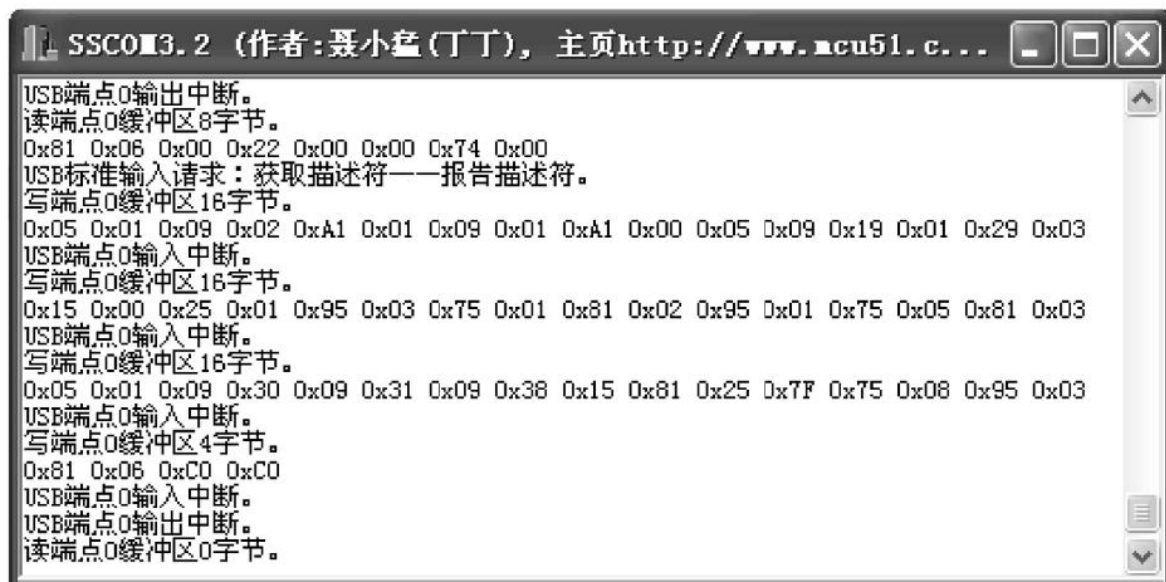 SSCOM3.2 (作者:聂小猛(丁丁), 主页http://www.mcu51.c...
USB端点0输出中断。
读端点0缓冲区8字节。
0x81 0x06 0x00 0x22 0x00 0x00 0x74 0x00
USB标准输入请求：获取描述符——报告描述符。
写端点0缓冲区16字节。
0x05 0x01 0x09 0x02 0xA1 0x01 0x09 0x01 0xA1 0x00 0x05 0x09 0x19 0x01 0x29 0x03
USB端点0输入中断。
写端点0缓冲区16字节。
0x15 0x00 0x25 0x01 0x95 0x03 0x75 0x01 0x81 0x02 0x95 0x01 0x75 0x05 0x81 0x03
USB端点0输入中断。
写端点0缓冲区16字节。
0x05 0x01 0x09 0x30 0x09 0x31 0x09 0x38 0x15 0x81 0x25 0x7F 0x75 0x08 0x95 0x03
USB端点0输入中断。
写端点0缓冲区4字节。
0x81 0x06 0xC0 0xC0
USB端点0输入中断。
USB端点0输出中断。
读端点0缓冲区0字节。